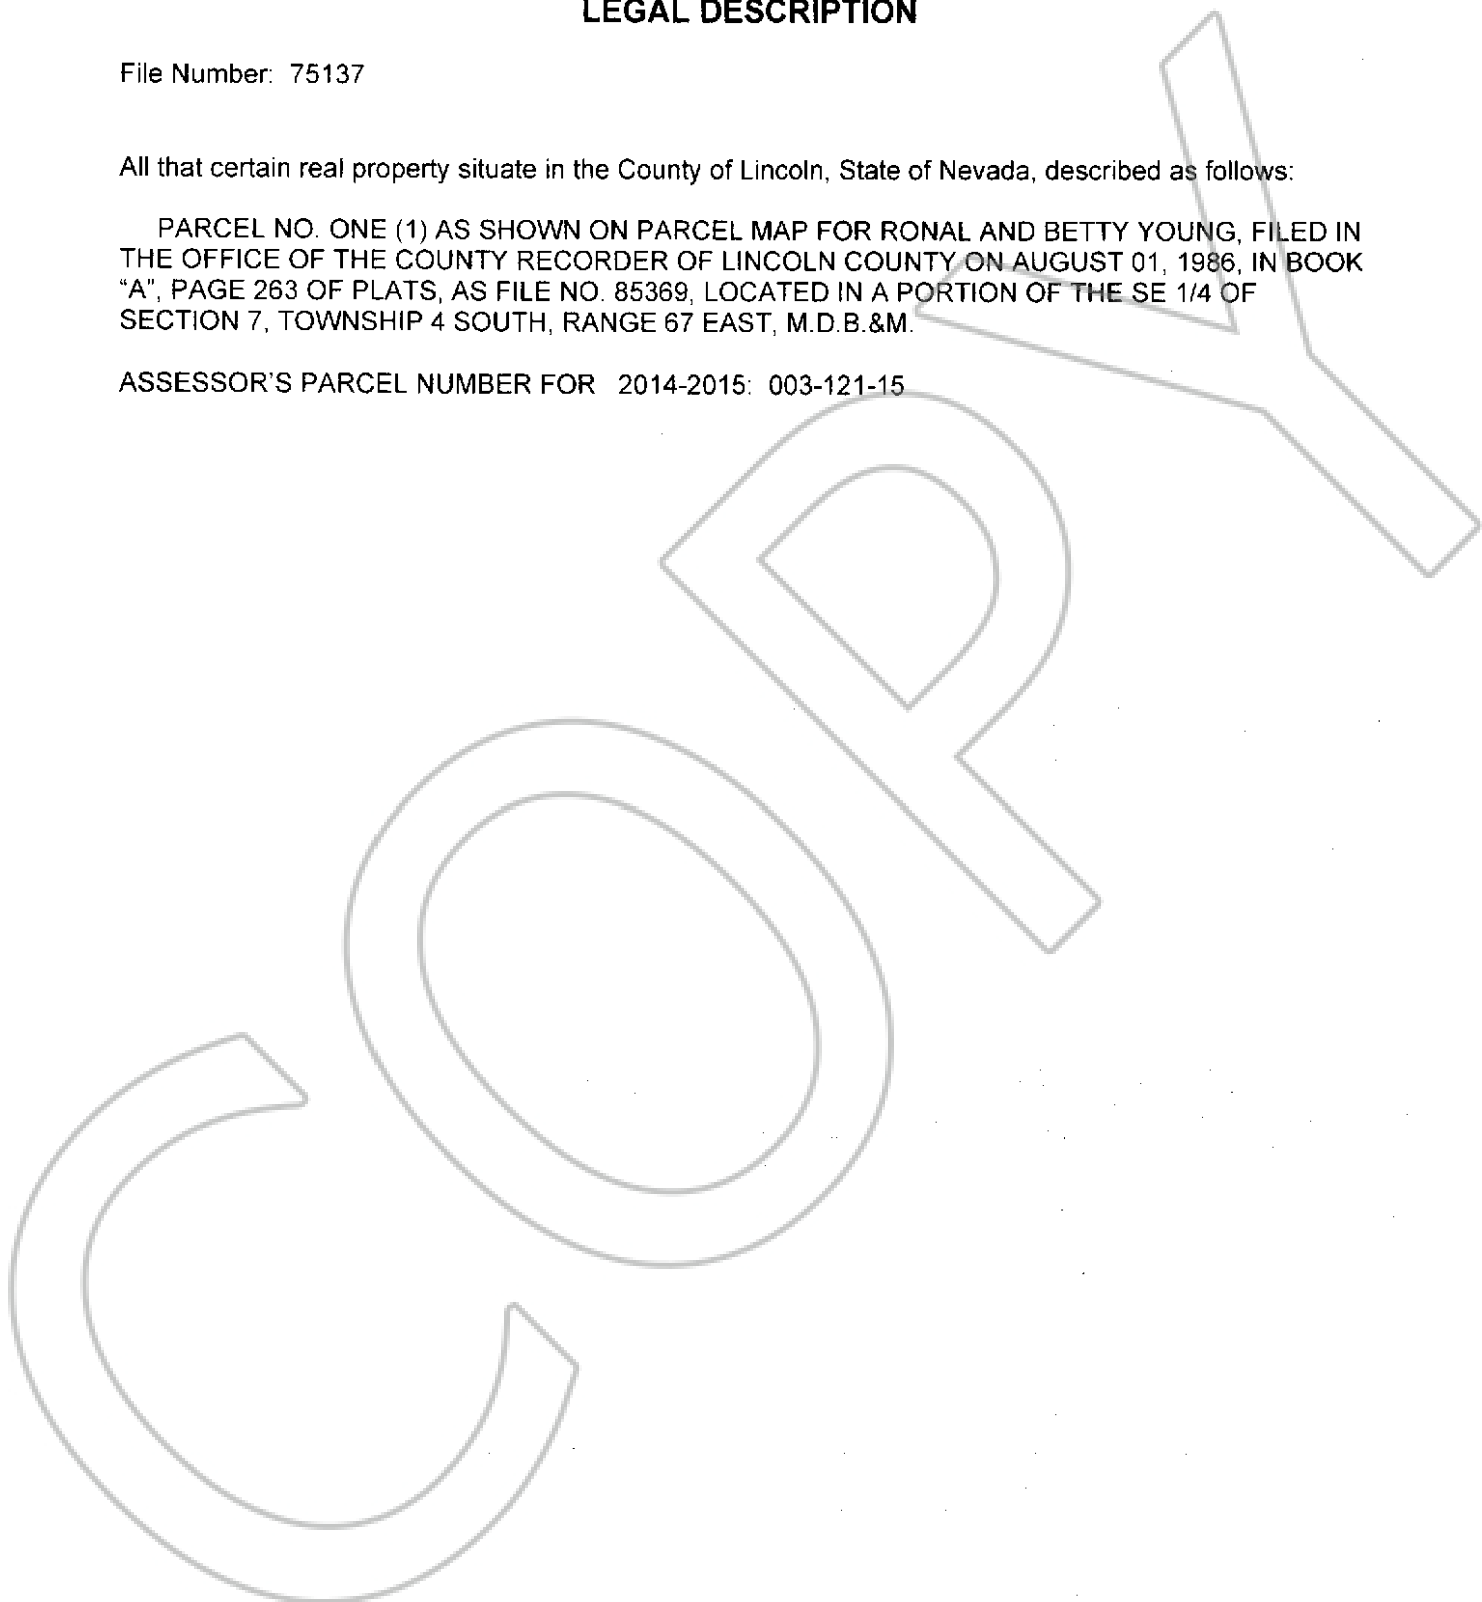 LEGAL DESCRIPTION
File Number: 75137
All that certain real property situate in the County of Lincoln, State of Nevada, described as follows:
PARCEL NO. ONE (1) AS SHOWN ON PARCEL MAP FOR RONAL AND BETTY YOUNG, FILED IN
THE OFFICE OF THE COUNTY RECORDER OF LINCOLN COUNTY ON AUGUST 01, 1986, IN BOOK
“A”, PAGE 263 OF PLATS, AS FILE NO. 85369, LOCATED IN A PORTION OF THE SE 1/4 OF
SECTION 7, TOWNSHIP 4 SOUTH, RANGE 67 EAST, M.D.B.&M.
ASSESSOR'S PARCEL NUMBER FOR 2014-2015: 003-121-15
COPY